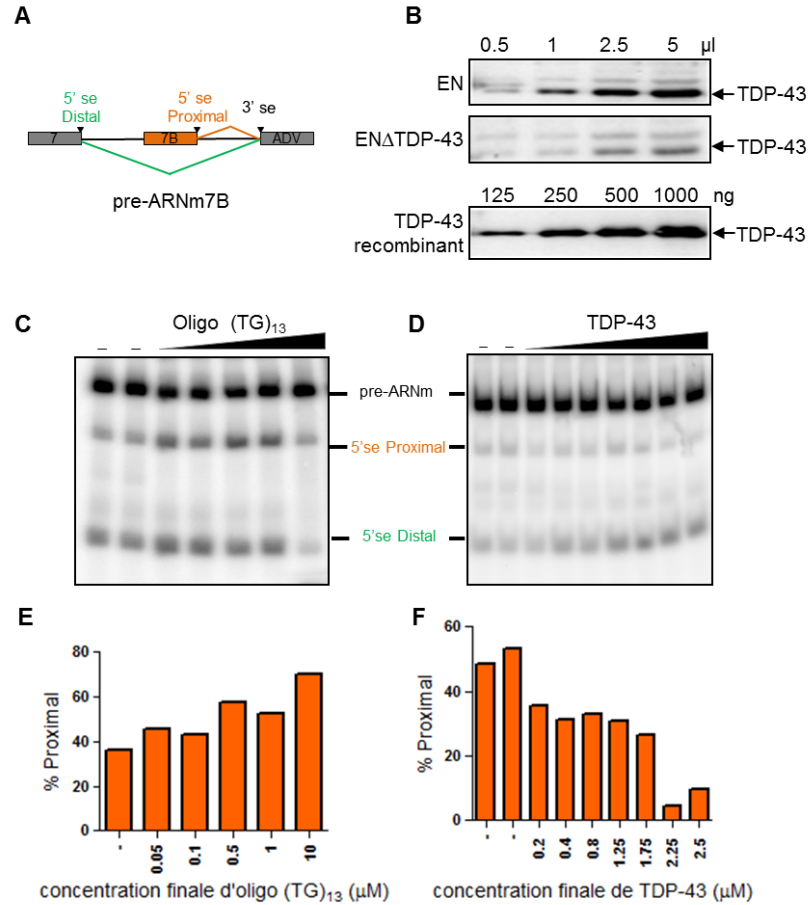 A
5' se
Distal
5' se
Proximal
3' se
7
7B
ADV
pre-ARNm7B
B
0.5 1 2.5 5 µl
EN
TDP-43
EN∆TDP-43
TDP-43
125 250 500 1000 ng
TDP-43
recombinant
TDP-43
C
Oligo (TG)13
– –
D
TDP-43
– –
pre-ARNm
5'se Proximal
5'se Distal
E
% Proximal
80
60
40
20
0
- 0.05 0.1 0.5 1 10
concentration finale d'oligo (TG)13 (µM)
F
% Proximal
60
40
20
0
- - 0.2 0.4 0.8 1.25 1.75 2.25 2.5
concentration finale de TDP-43 (µM)